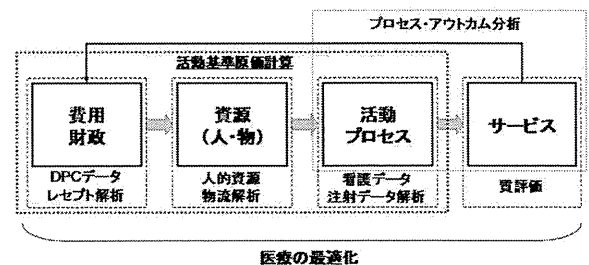 プロセス・アウトカム分析
活動基準原価計算
費用
財政
資源
(人・物)
活動
プロセス
サービス
DPCデータ
レセプト解析
人的資源
物流解析
看護データ
注射データ解析
質評価
医療の最適化